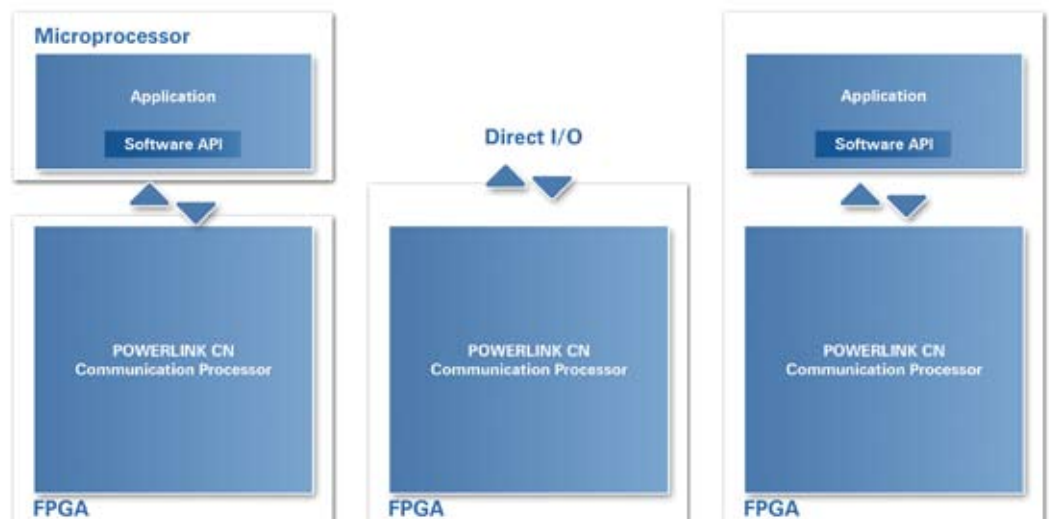 Microprocessor
Application
Software API
POWERLINK CN
Communication Processor
FPGA
Direct I/O
POWERLINK CN
Communication Processor
FPGA
Application
Software API
POWERLINK CN
Communication Processor
FPGA